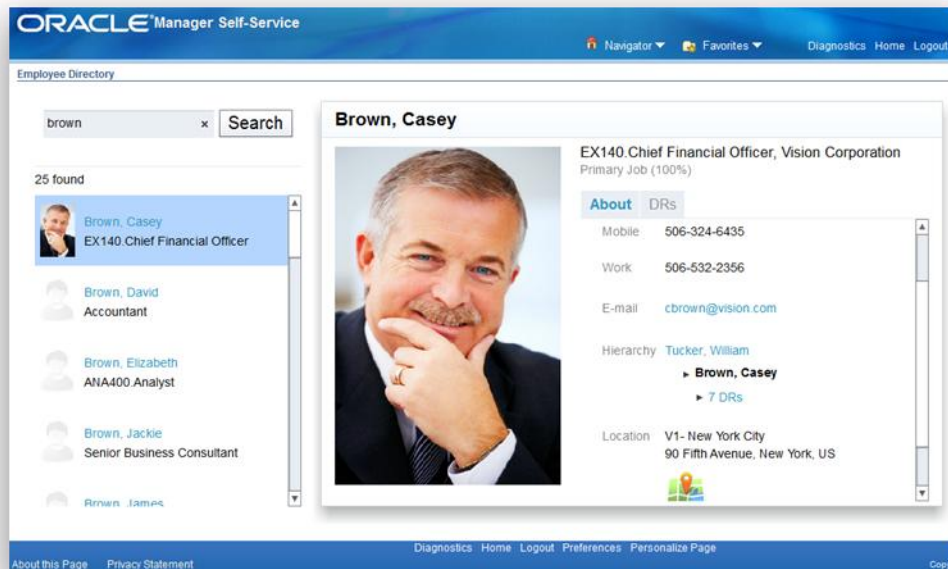 ORACLE® Manager Self-Service
Navigator Favorites Diagnostics Home Logout
Employee Directory
brown × Search
25 found
Brown, Casey
EX140.Chief Financial Officer
Brown, David
Accountant
Brown, Elizabeth
ANA400.Analyst
Brown, Jackie
Senior Business Consultant
Brown, James
Brown, Casey
EX140.Chief Financial Officer, Vision Corporation
Primary Job (100%)
About DRs
Mobile 506-324-6435
Work 506-532-2356
E-mail cbrown@vision.com
Hierarchy Tucker, William
Brown, Casey
7 DRs
Location V1- New York City
90 Fifth Avenue, New York, US
Diagnostics Home Logout Preferences Personalize Page
About this Page Privacy Statement